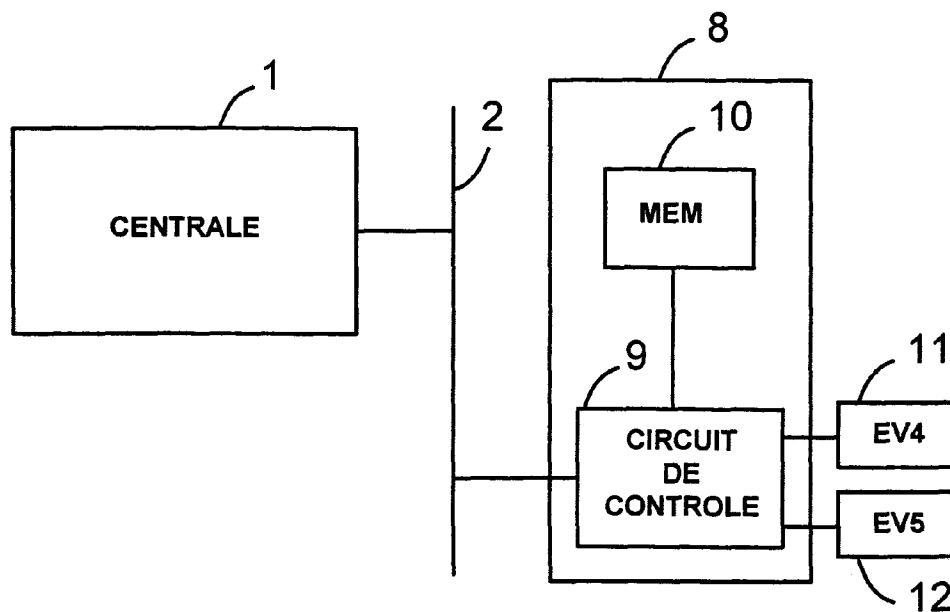 8
1
2
10
CENTRALE
MEM
9
11
CIRCUIT
DE
CONTROLE
EV4
EV5
12